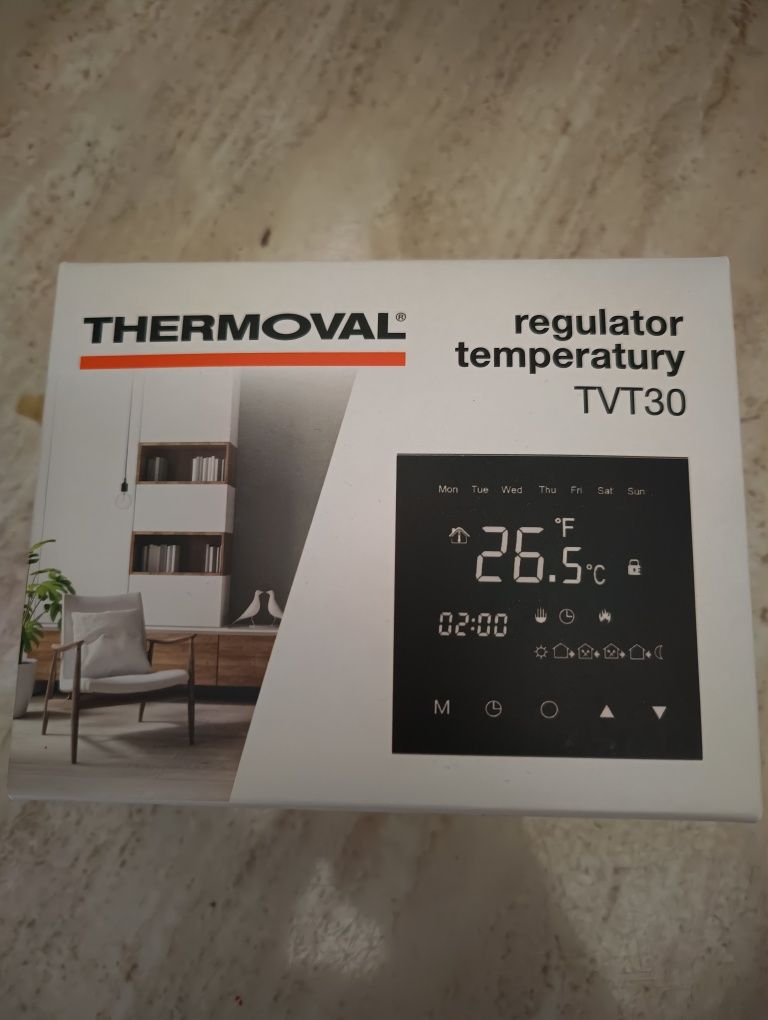 THERMOVAL®
regulator
temperatury
TVT30
Mon Tue Wed Thu Fri Sat Sun
°F
26.5°C
02:00
M